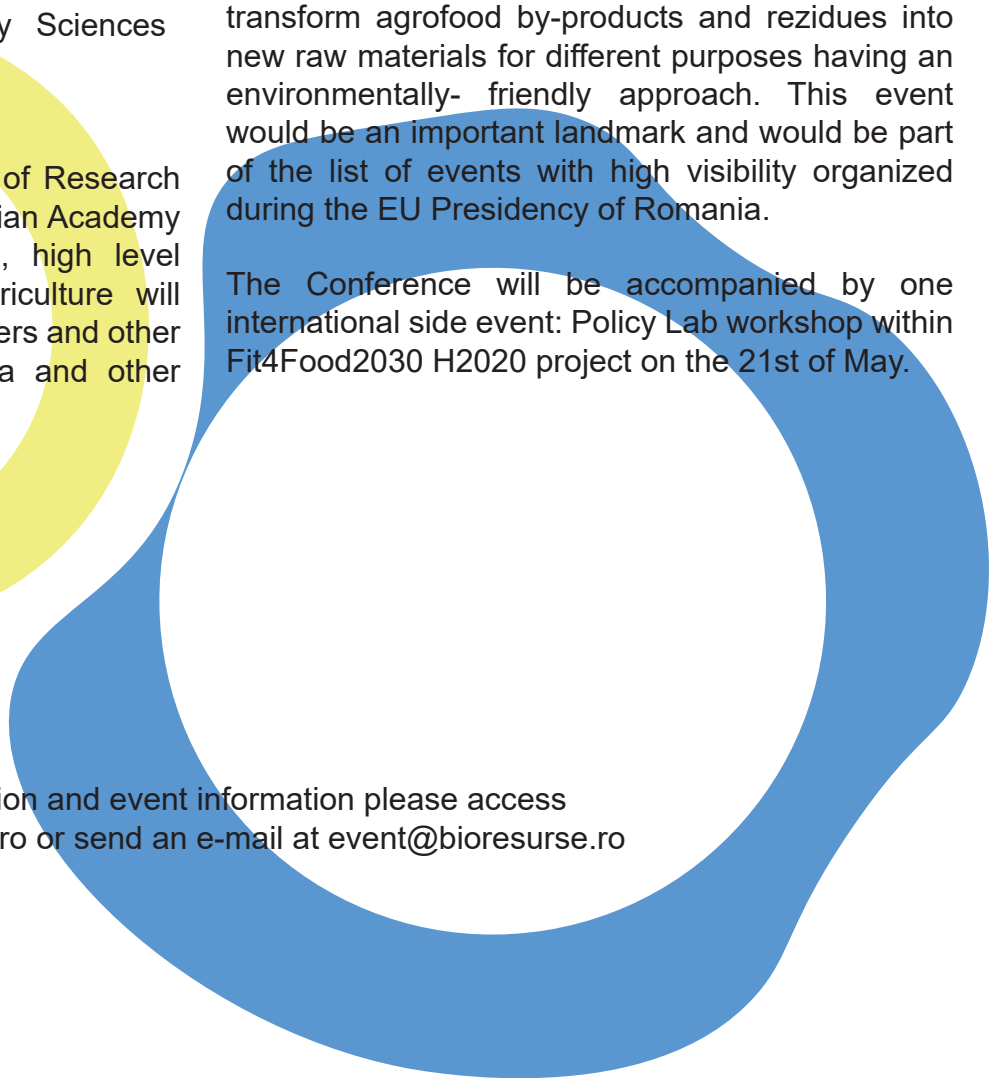 y Sciences
of Research
ian Academy
, high level
riculture will
ers and other
a and other
transform agrofood by-products and rezidues into
new raw materials for different purposes having an
environmentally- friendly approach. This event
would be an important landmark and would be part
of the list of events with high visibility organized
during the EU Presidency of Romania.
The Conference will be accompanied by one
international side event: Policy Lab workshop within
Fit4Food2030 H2020 project on the 21st of May.
ion and event information please access
ro or send an e-mail at event@bioresurse.ro